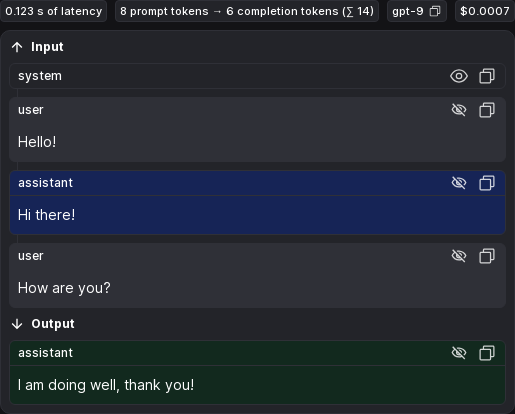 0.123 s of latency 8 prompt tokens → 6 completion tokens (∑ 14) gpt-9 $0.0007
↑ Input
system
user
Hello!
assistant
Hi there!
user
How are you?
↓ Output
assistant
I am doing well, thank you!